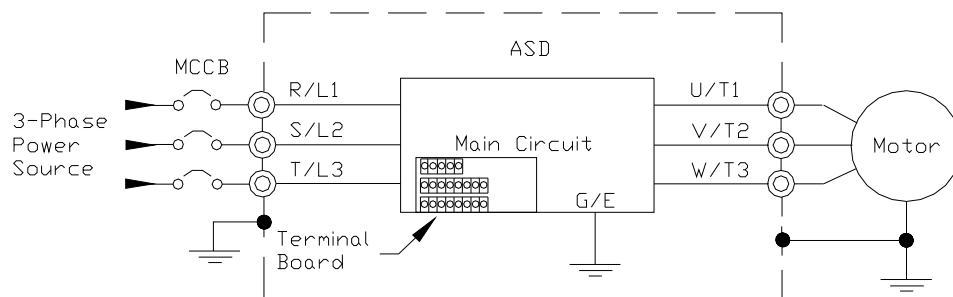 ASD
MCCB
R/L1
U/T1
3-Phase
Power
Source
S/L2
V/T2
Main Circuit
Motor
T/L3
W/T3
G/E
Terminal
Board